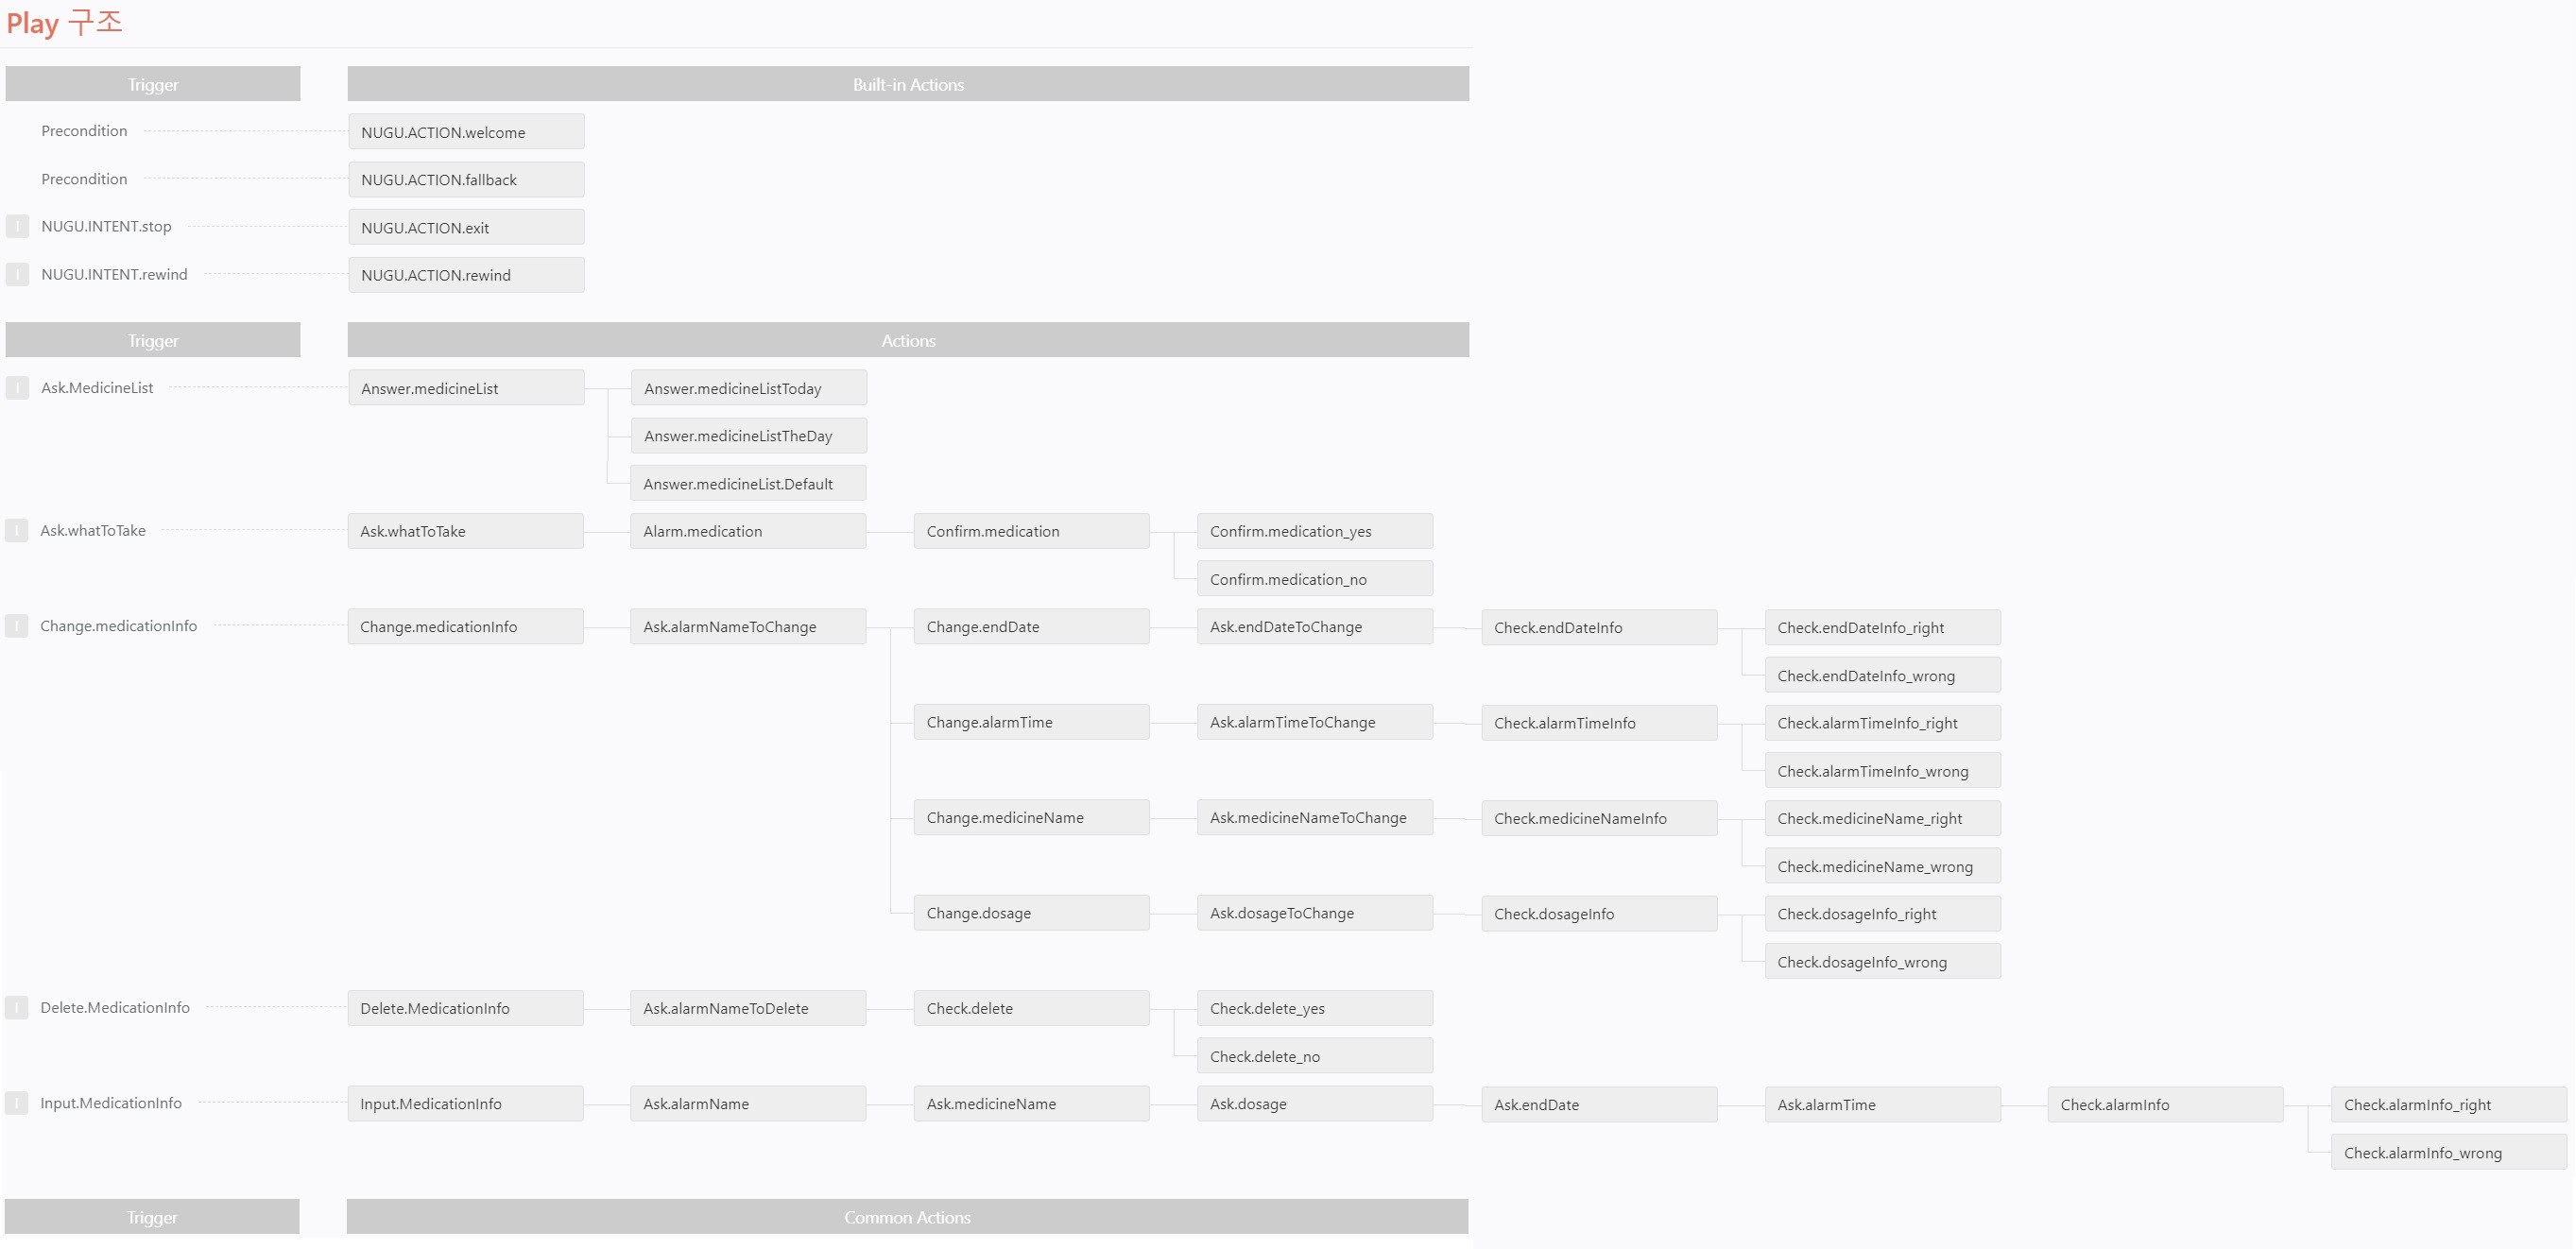 Play 구조
Trigger Built-in Actions
Precondition NUGU.ACTION.welcome
Precondition NUGU.ACTION.fallback
I NUGU.INTENT.stop NUGU.ACTION.exit
I NUGU.INTENT.rewind NUGU.ACTION.rewind
Trigger Actions
I Ask.MedicineList Answer.medicineList Answer.medicineListToday
Answer.medicineListTheDay
Answer.medicineList.Default
I Ask.whatToTake Ask.whatToTake Alarm.medication Confirm.medication Confirm.medication_yes
Confirm.medication_no
I Change.medicationInfo Change.medicationInfo Ask.alarmNameToChange Change.endDate Ask.endDateToChange Check.endDateInfo Check.endDateInfo_right
Check.endDateInfo_wrong
Change.alarmTime Ask.alarmTimeToChange Check.alarmTimeInfo Check.alarmTimeInfo_right
Check.alarmTimeInfo_wrong
Change.medicineName Ask.medicineNameToChange Check.medicineNameInfo Check.medicineName_right
Check.medicineName_wrong
Change.dosage Ask.dosageToChange Check.dosageInfo Check.dosageInfo_right
Check.dosageInfo_wrong
I Delete.MedicationInfo Delete.MedicationInfo Ask.alarmNameToDelete Check.delete Check.delete_yes
Check.delete_no
I Input.MedicationInfo Input.MedicationInfo Ask.alarmName Ask.medicineName Ask.dosage Ask.endDate Ask.alarmTime Check.alarmInfo Check.alarmInfo_right
Check.alarmInfo_wrong
Trigger Common Actions